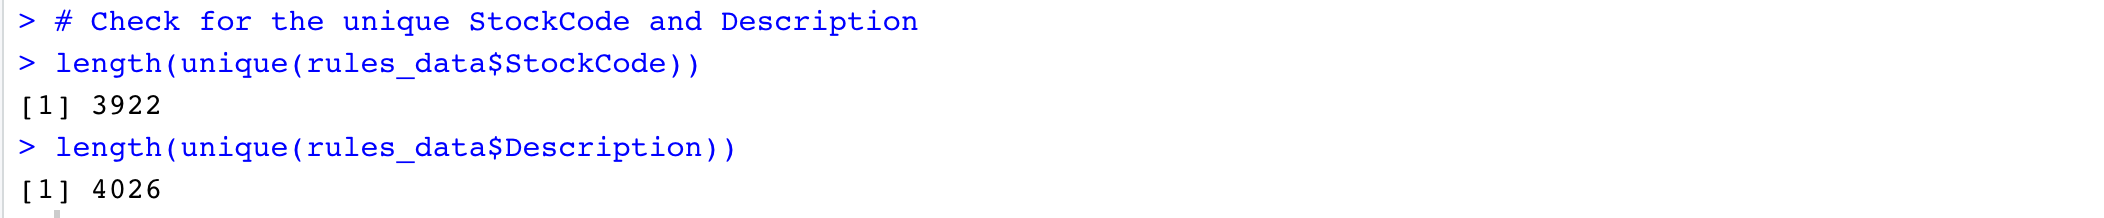 > # Check for the unique StockCode and Description
> length(unique(rules_data$StockCode))
[1] 3922
> length(unique(rules_data$Description))
[1] 4026